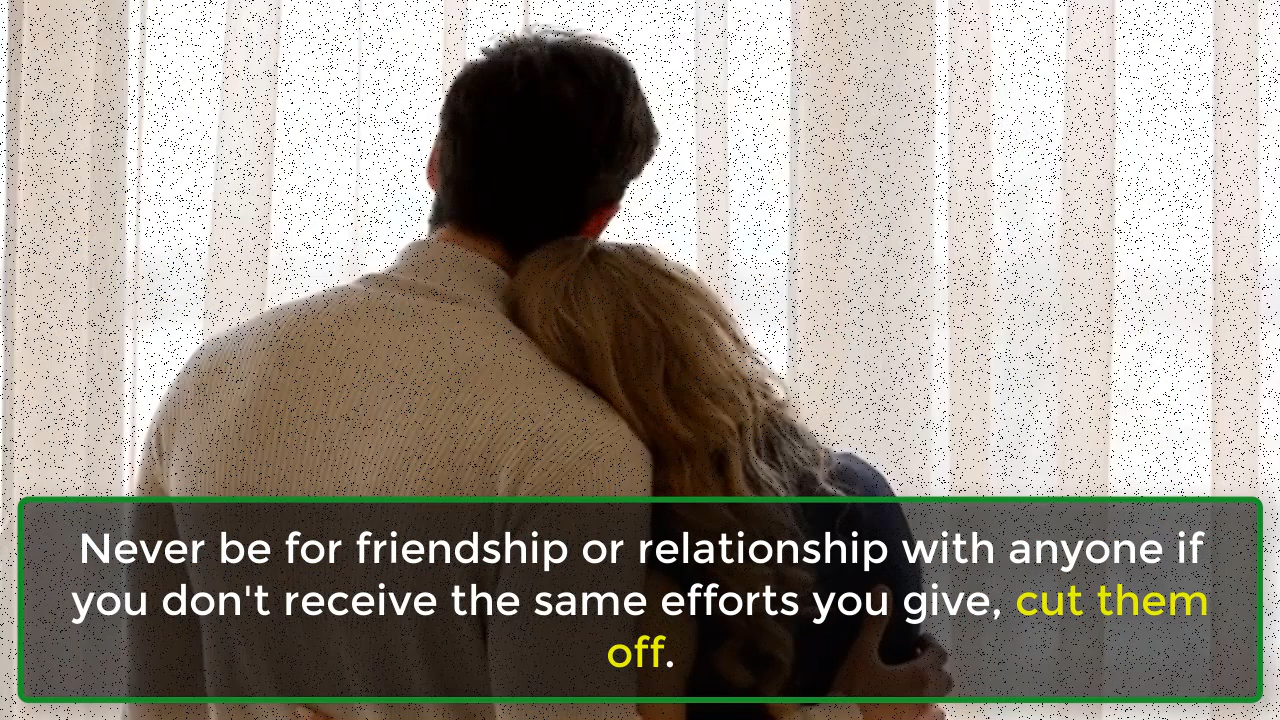 Never be for friendship or relationship with anyone if
you don't receive the same efforts you give, cut them
off.